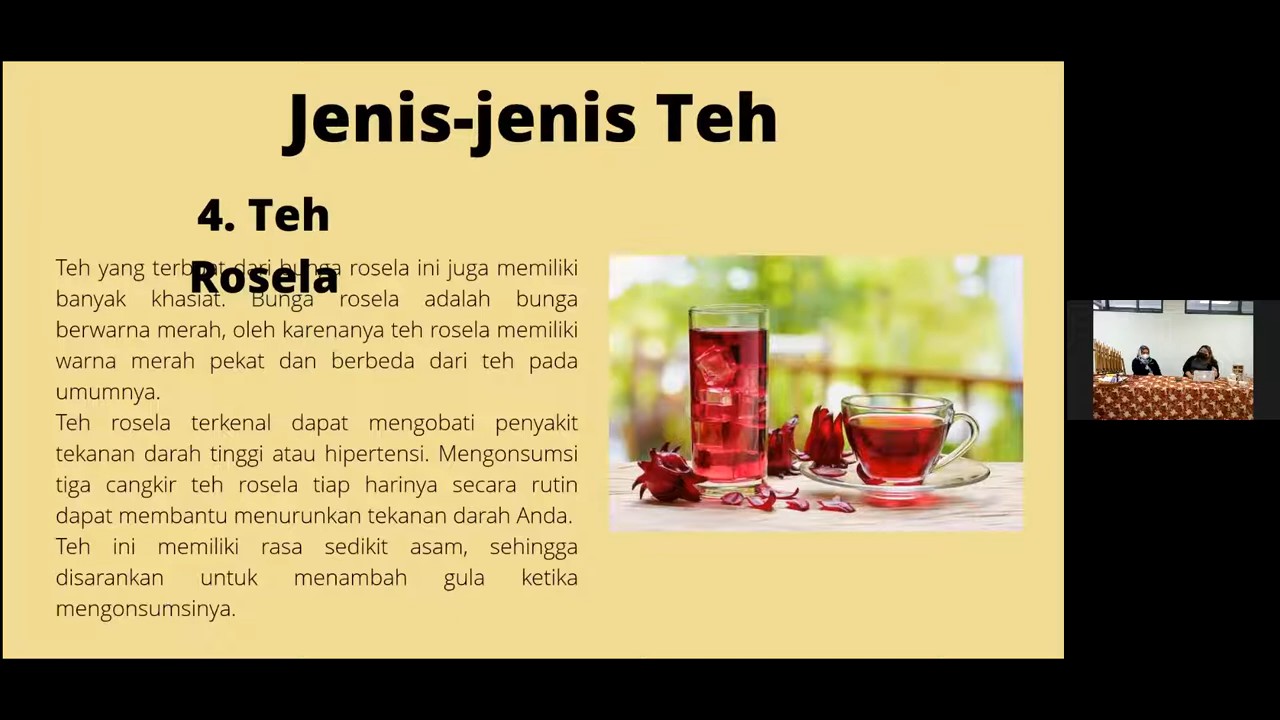 Jenis-jenis Teh
4. Teh
Rosela
Teh yang terbuat dari bunga rosela ini juga memiliki
banyak khasiat. Bunga rosela adalah bunga
berwarna merah, oleh karenanya teh rosela memiliki
warna merah pekat dan berbeda dari teh pada
umumnya.
Teh rosela terkenal dapat mengobati penyakit
tekanan darah tinggi atau hipertensi. Mengonsumsi
tiga cangkir teh rosela tiap harinya secara rutin
dapat membantu menurunkan tekanan darah Anda.
Teh ini memiliki rasa sedikit asam, sehingga
disarankan untuk menambah gula ketika
mengonsumsinya.